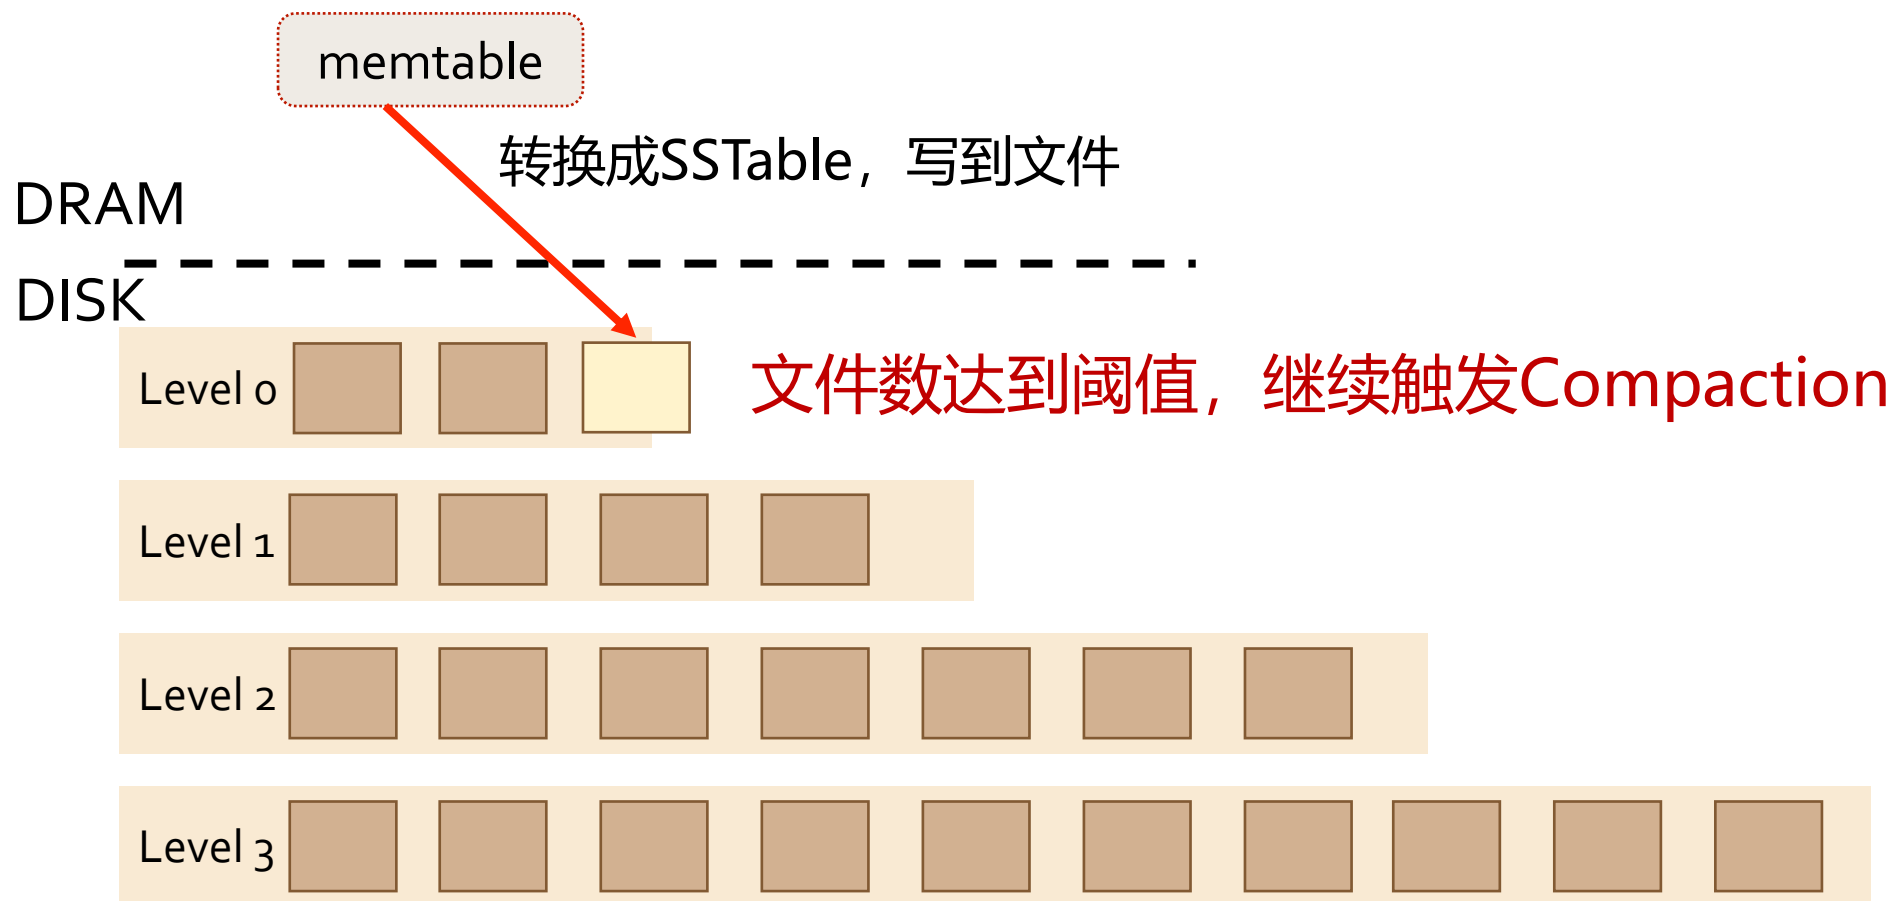 memtable
转换成SSTable，写到文件
DRAM
DISK
Level 0
文件数达到阈值，继续触发Compaction
Level 1
Level 2
Level 3